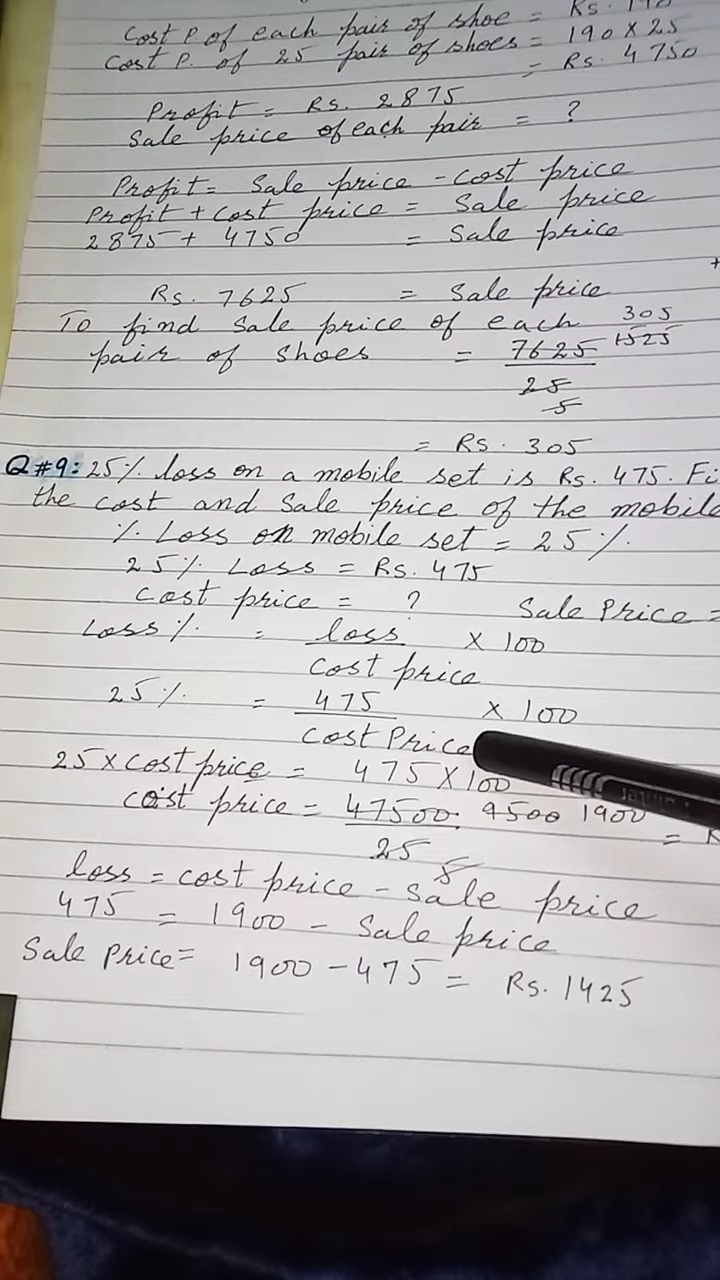 Cost P. of each pair of shoe = Rs. 190
Cost P. of 25 pair of shoes = 190 X 25
= Rs. 4750
Profit = Rs. 2875
Sale price of each pair = ?
Profit = Sale price - cost price
Profit + cost price = Sale price
2875 + 4750 = Sale price
Rs. 7625 = Sale price
To find sale price of each 305
pair of shoes = 7625 1525
25
5
= Rs. 305
Q#9: 25% loss on a mobile set is Rs. 475. Fi
the cost and sale price of the mobile
% Loss on mobile set = 25%.
25% Loss = Rs. 475
Cost price = ? Sale Price =
Loss % = loss X 100
cost price
25% = 475 X 100
Cost Price
25 x cost price = 475 X 100
cost price = 47500 9500 1900 =
25 5
loss = cost price - sale price
475 = 1900 - Sale price
Sale Price = 1900 - 475 = Rs. 1425